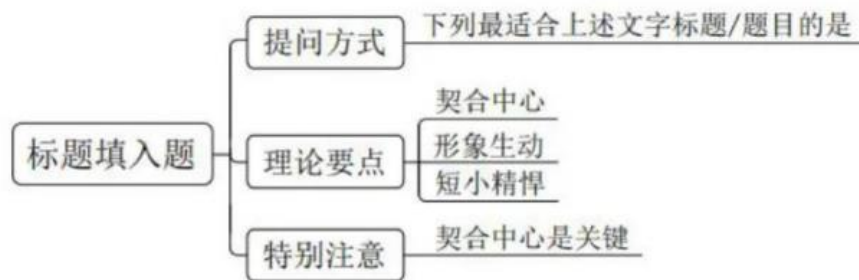 提问方式
下列最适合上述文字标题/题目的是
标题填入题
理论要点
契合中心
形象生动
短小精悍
特别注意
契合中心是关键